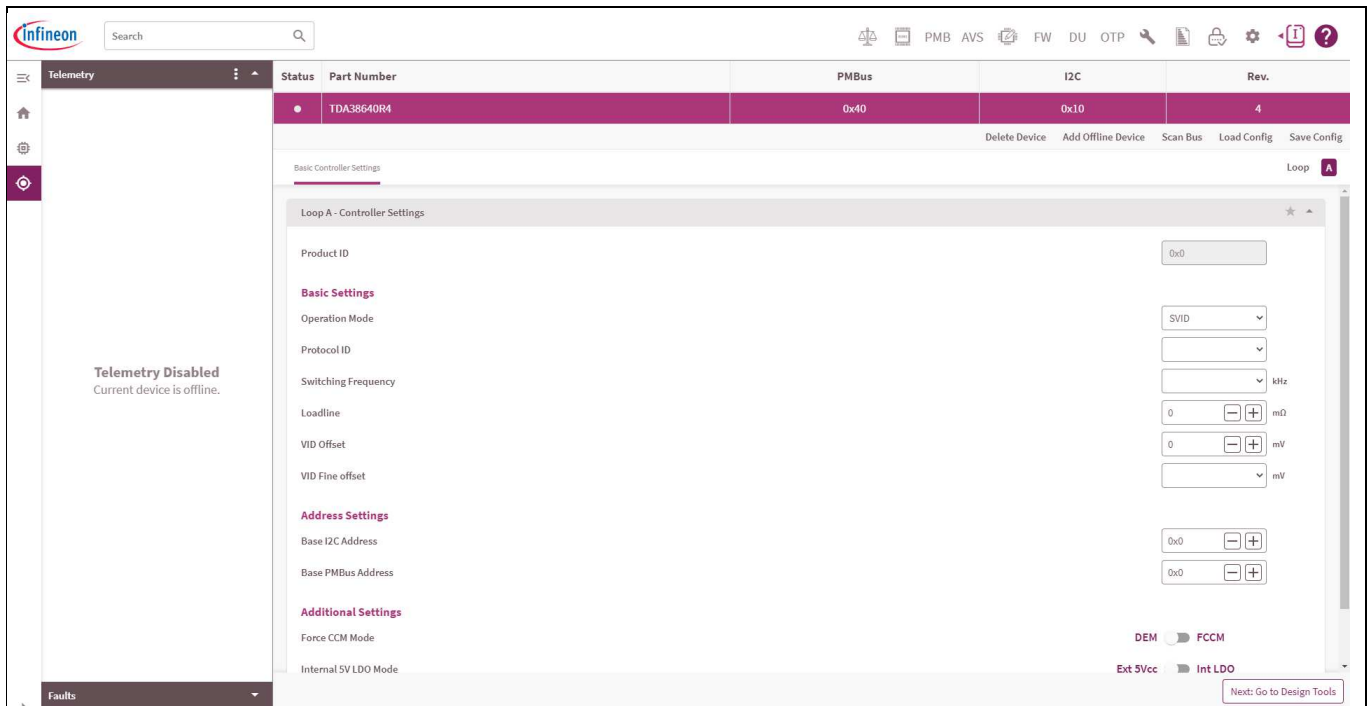 infineon
Search
PMB AVS FW DU OTP
Telemetry
Status Part Number PMBus I2C Rev.
TDA38640R4 0x40 0x10 4
Delete Device Add Offline Device Scan Bus Load Config Save Config
Basic Controller Settings Loop A
Loop A - Controller Settings
Product ID 0x0
Basic Settings
Operation Mode SVID
Protocol ID
Telemetry Disabled
Current device is offline.
Switching Frequency kHz
Loadline 0 mΩ
VID Offset 0 mV
VID Fine offset mV
Address Settings
Base I2C Address 0x0
Base PMBus Address 0x0
Additional Settings
Force CCM Mode DEM FCCM
Internal 5V LDO Mode Ext 5Vcc Int LDO
Faults
Next: Go to Design Tools